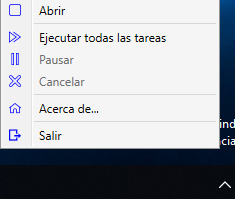 Abrir
Ejecutar todas las tareas
Pausar
Cancelar
Acerca de...
Salir